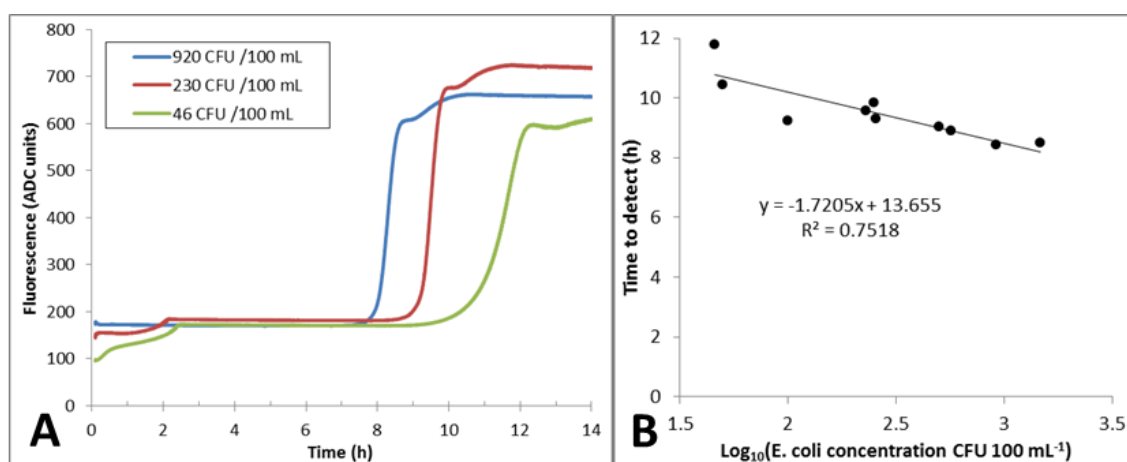 800
700
600
500
400
300
200
100
0
Fluorescence (ADC units)
920 CFU /100 mL
230 CFU /100 mL
46 CFU /100 mL
0 2 4 6 8 10 12 14
Time (h)
A
12
10
8
6
4
2
0
Time to detect (h)
y = -1.7205x + 13.655
R² = 0.7518
1.5 2 2.5 3 3.5
Log₁₀(E. coli concentration CFU 100 mL⁻¹)
B